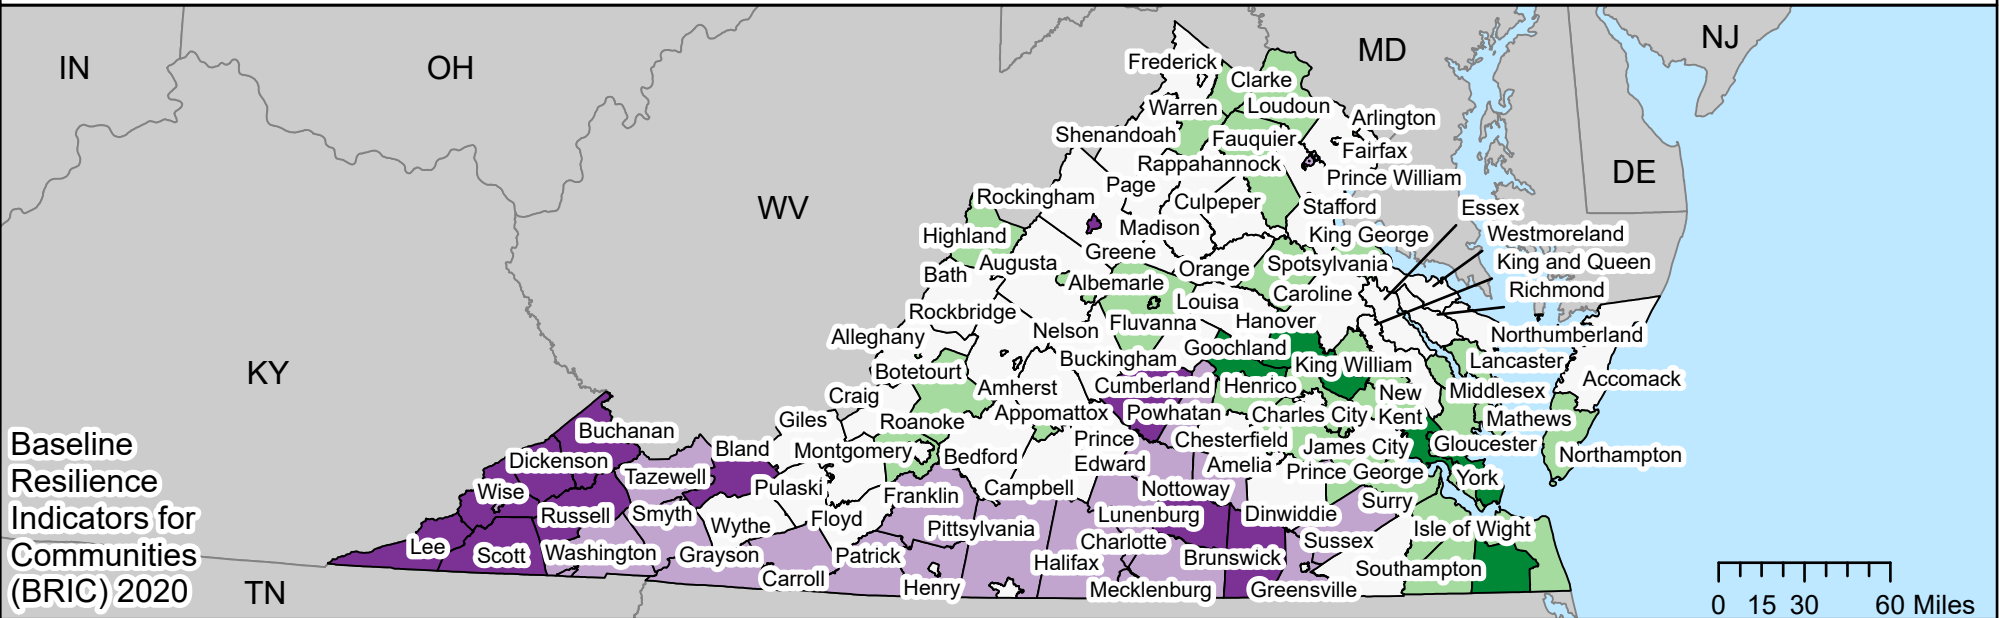 IN
OH
MD
NJ
WV
DE
KY
TN
Frederick
Clarke
Warren
Loudoun
Arlington
Shenandoah
Fauquier
Fairfax
Rappahannock
Prince William
Page
Rockingham
Culpeper
Stafford
Essex
Madison
Highland
King George
Westmoreland
Greene
Augusta
Orange
Spotsylvania
King and Queen
Bath
Albemarle
Louisa
Caroline
Richmond
Rockbridge
Nelson
Fluvanna
Hanover
Northumberland
Alleghany
Buckingham
Goochland
King William
Lancaster
Botetourt
Amherst
Cumberland
Henrico
New
Kent
Middlesex
Accomack
Craig
Appomattox
Powhatan
Charles City
Mathews
Giles
Roanoke
Prince
Edward
Chesterfield
James City
Gloucester
Northampton
Buchanan
Bland
Montgomery
Bedford
Amelia
Prince George
York
Dickenson
Tazewell
Pulaski
Franklin
Campbell
Nottoway
Surry
Wise
Russell
Smyth
Wythe
Floyd
Pittsylvania
Lunenburg
Dinwiddie
Isle of Wight
Lee
Scott
Washington
Grayson
Patrick
Halifax
Charlotte
Brunswick
Sussex
Southampton
Carroll
Henry
Mecklenburg
Greensville
Baseline
Resilience
Indicators for
Communities
(BRIC) 2020
0 15 30 60 Miles